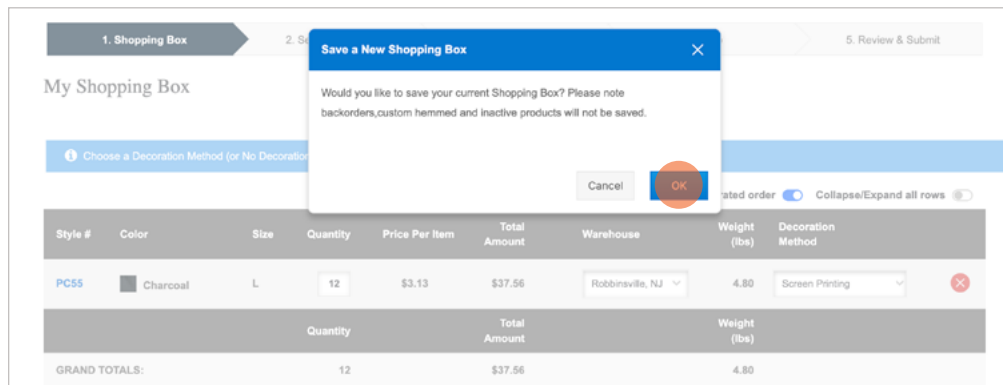 1. Shopping Box
2. Se
5. Review & Submit
Save a New Shopping Box
My Shopping Box
Would you like to save your current Shopping Box? Please note
backorders,custom hemmed and inactive products will not be saved.
Choose a Decoration Method (or No Decoration
Cancel
OK
rated order
Collapse/Expand all rows
Style # Color Size Quantity Price Per Item Total Amount Warehouse Weight (lbs) Decoration Method
PC55 Charcoal L 12 $3.13 $37.56 Robbinsville, NJ 4.80 Screen Printing
Quantity Total Amount Weight (lbs)
GRAND TOTALS: 12 $37.56 4.80